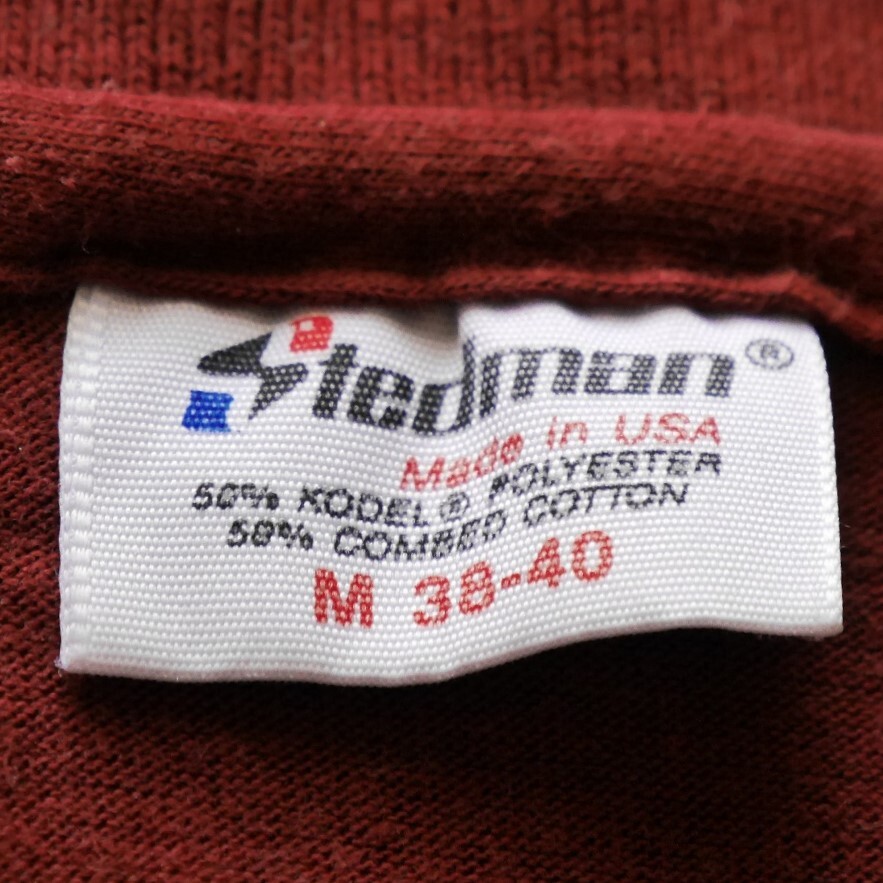 Stedman®
Made in USA
50% KODEL® POLYESTER
50% COMBED COTTON
M 38-40